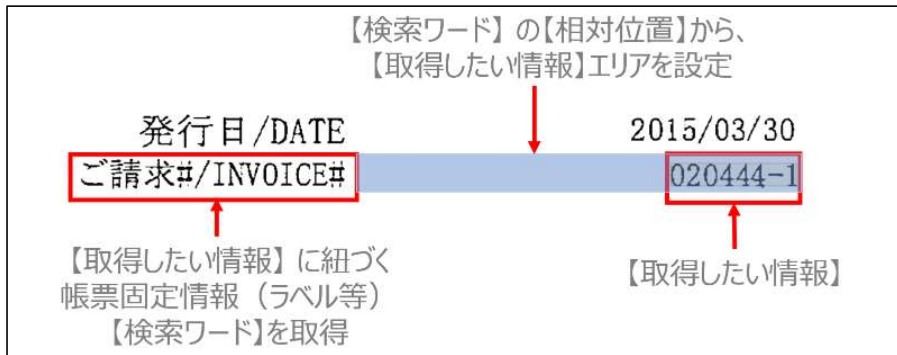 【検索ワード】の【相対位置】から、
【取得したい情報】エリアを設定
発行日/DATE 2015/03/30
ご請求#/INVOICE# 020444-1
【取得したい情報】に紐づく
帳票固定情報（ラベル等）
【検索ワード】を取得
【取得したい情報】